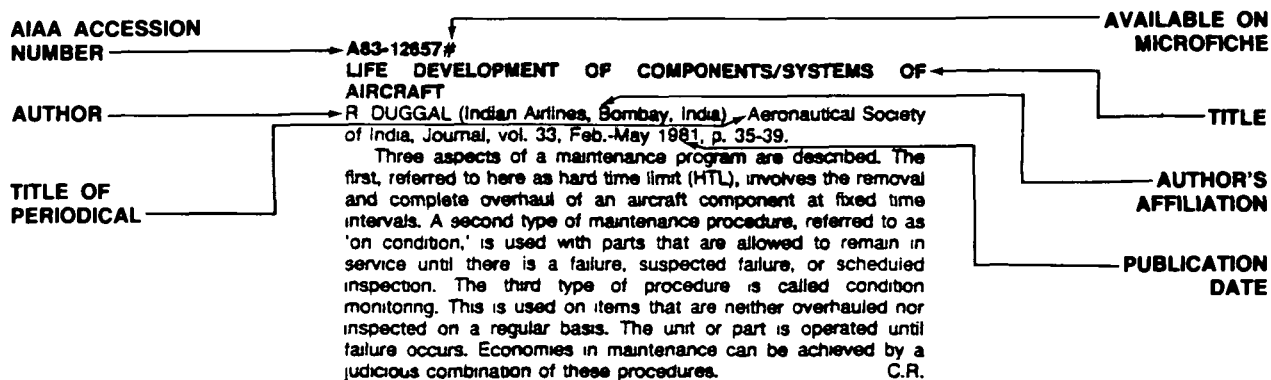 AIAA ACCESSION
NUMBER
AVAILABLE ON
MICROFICHE
A83-12657#
LIFE DEVELOPMENT OF COMPONENTS/SYSTEMS OF
AIRCRAFT
TITLE
AUTHOR
R DUGGAL (Indian Airlines, Bombay, India) Aeronautical Society
of India, Journal, vol. 33, Feb.-May 1981, p. 35-39.
Three aspects of a maintenance program are described. The
first, referred to here as hard time limit (HTL), involves the removal
and complete overhaul of an aircraft component at fixed time
intervals. A second type of maintenance procedure, referred to as
'on condition,' is used with parts that are allowed to remain in
service until there is a failure, suspected failure, or scheduled
inspection. The third type of procedure is called condition
monitoring. This is used on items that are neither overhauled nor
inspected on a regular basis. The unit or part is operated until
failure occurs. Economies in maintenance can be achieved by a
judicious combination of these procedures. C.R.
TITLE OF
PERIODICAL
AUTHOR'S
AFFILIATION
PUBLICATION
DATE